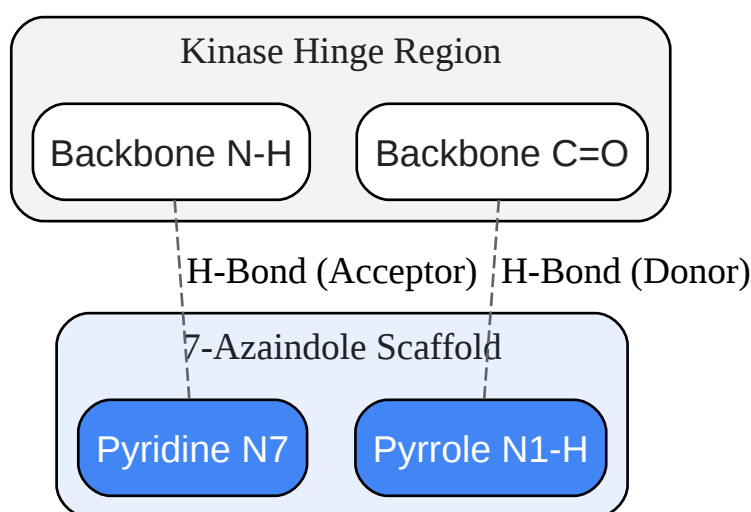 Kinase Hinge Region
Backbone N-H
Backbone C=O
H-Bond (Acceptor)
H-Bond (Donor)
7-Azaindole Scaffold
Pyridine N7
Pyrrole N1-H